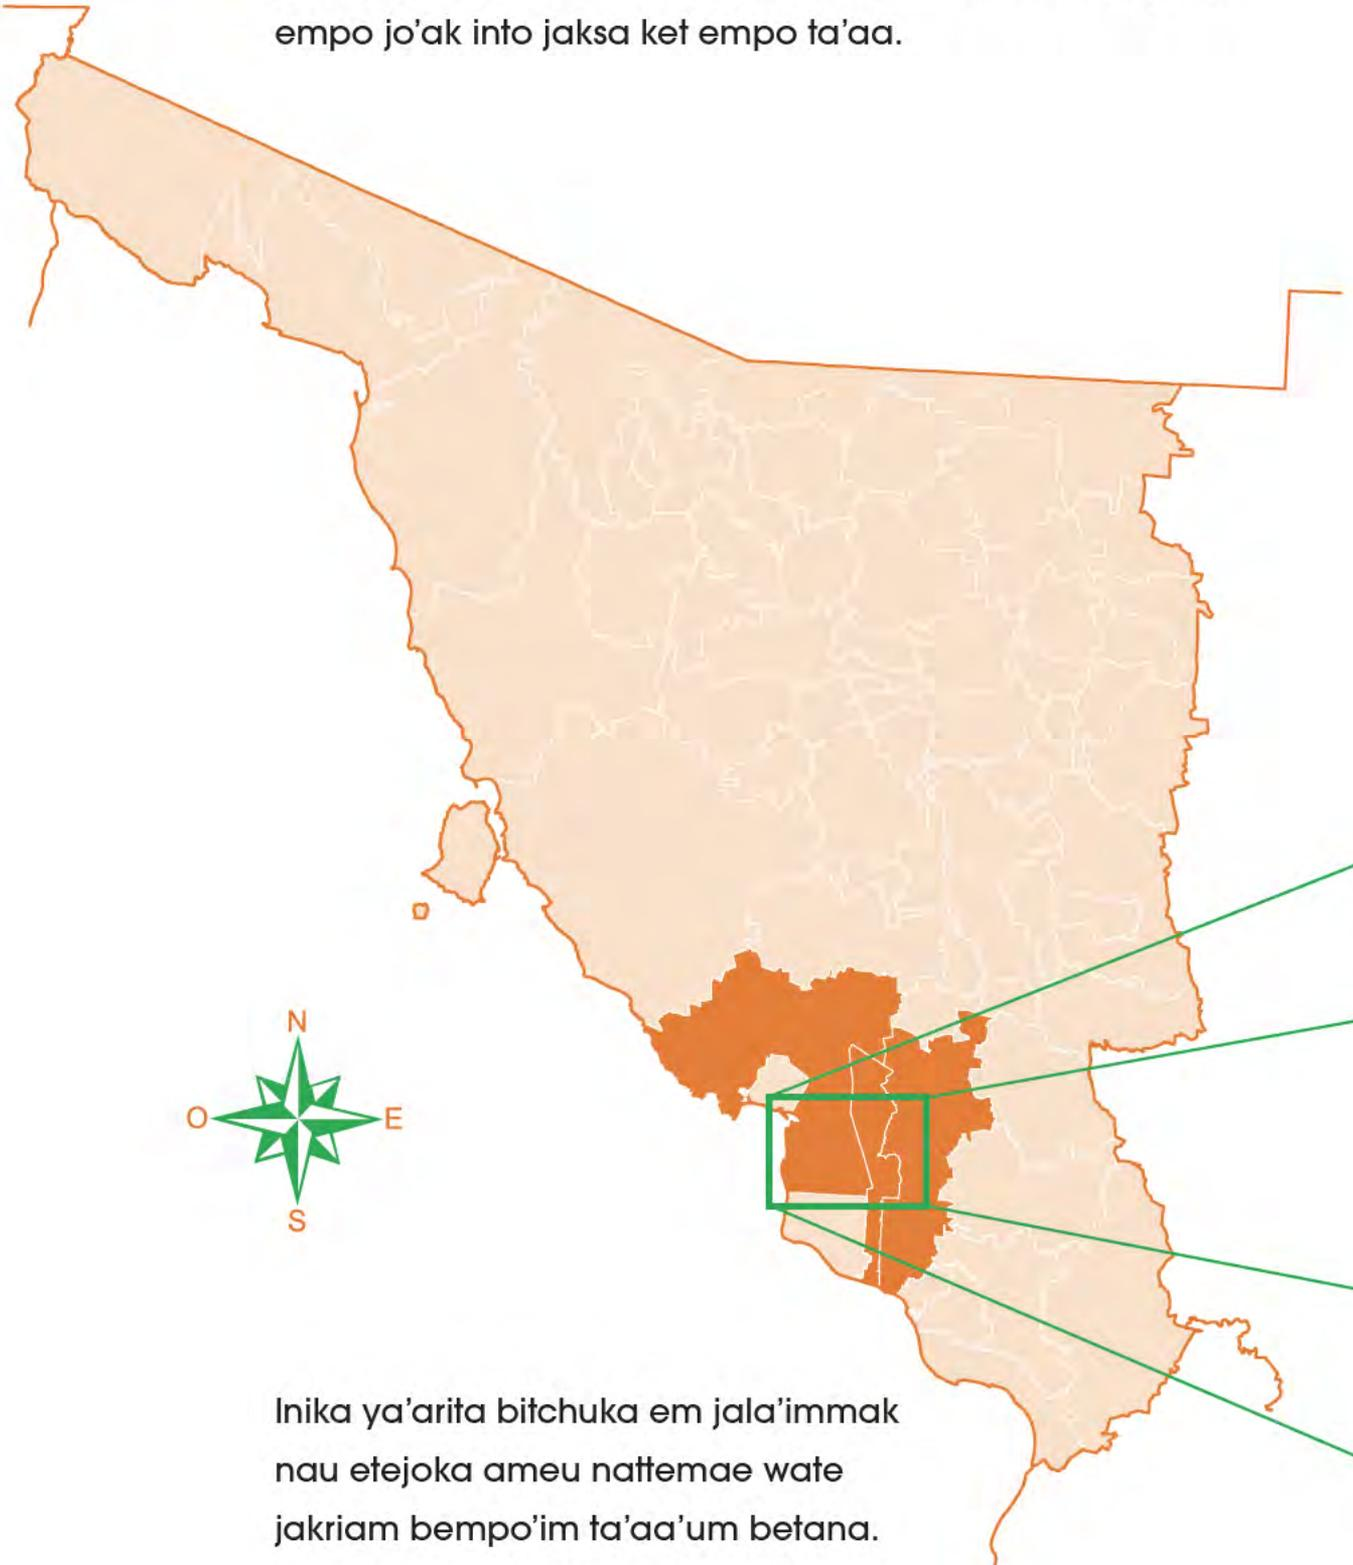 empo jo’ak into jaksa ket empo ta’aa.
N
O E
S
Inika ya’arita bitchuka em jala’immak
nau etejoka ameu nattemae wate
jakriam bempo’im ta’aa’um betana.